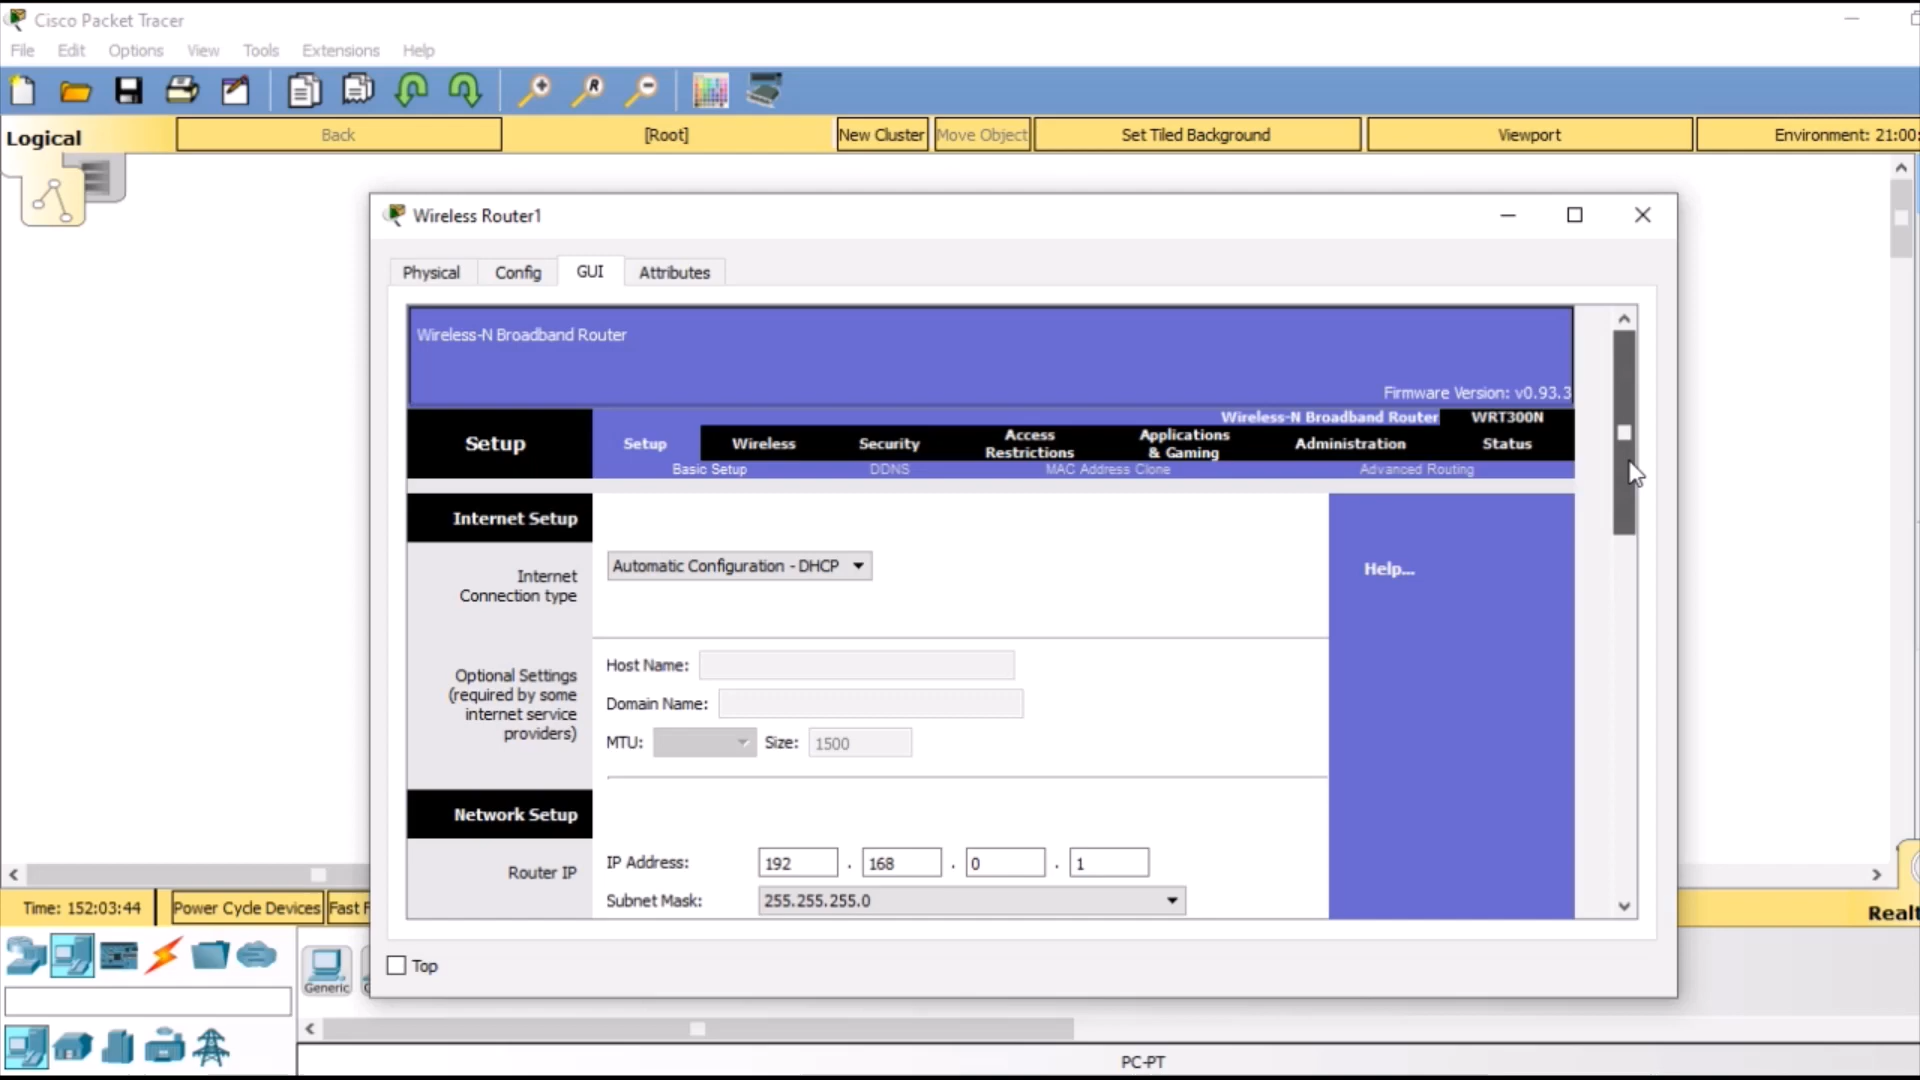 Cisco Packet Tracer
File Edit Options View Tools Extensions Help
R
Logical Back [Root] New Cluster Move Object Set Tiled Background Viewport Environment: 21:00:
Wireless Router1
Physical Config GUI Attributes
Wireless-N Broadband Router
Firmware Version: v0.93.3
Wireless-N Broadband Router WRT300N
Setup Setup Wireless Security Access Restrictions Applications & Gaming Administration Status
Basic Setup DDNS MAC Address Clone Advanced Routing
Internet Setup
Internet Connection type
Automatic Configuration - DHCP
Help...
Optional Settings
(required by some
internet service
providers)
Host Name:
Domain Name:
MTU: Size: 1500
Network Setup
Router IP
IP Address: 192 . 168 . 0 . 1
Subnet Mask: 255.255.255.0
Time: 152:03:44 Power Cycle Devices Fast F
Realt
Generic
Top
PC-PT